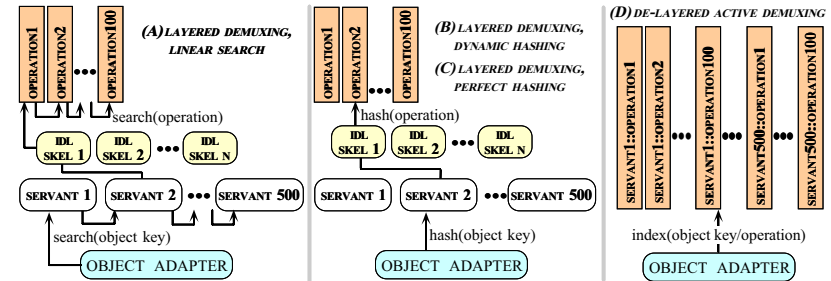 (A) LAYERED DEMUXING,
LINEAR SEARCH
OPERATION1
OPERATION2
OPERATION100
search(operation)
IDL
SKEL 1
IDL
SKEL 2
IDL
SKEL N
SERVANT 1
SERVANT 2
SERVANT 500
search(object key)
OBJECT ADAPTER
(B) LAYERED DEMUXING,
DYNAMIC HASHING
(C) LAYERED DEMUXING,
PERFECT HASHING
OPERATION1
OPERATION2
OPERATION100
hash(operation)
IDL
SKEL 1
IDL
SKEL 2
IDL
SKEL N
SERVANT 1
SERVANT 2
SERVANT 500
hash(object key)
OBJECT ADAPTER
(D) DE-LAYERED ACTIVE DEMUXING
SERVANT1::OPERATION1
SERVANT1::OPERATION2
SERVANT1::OPERATION100
SERVANT500::OPERATION1
SERVANT500::OPERATION100
index(object key/operation)
OBJECT ADAPTER